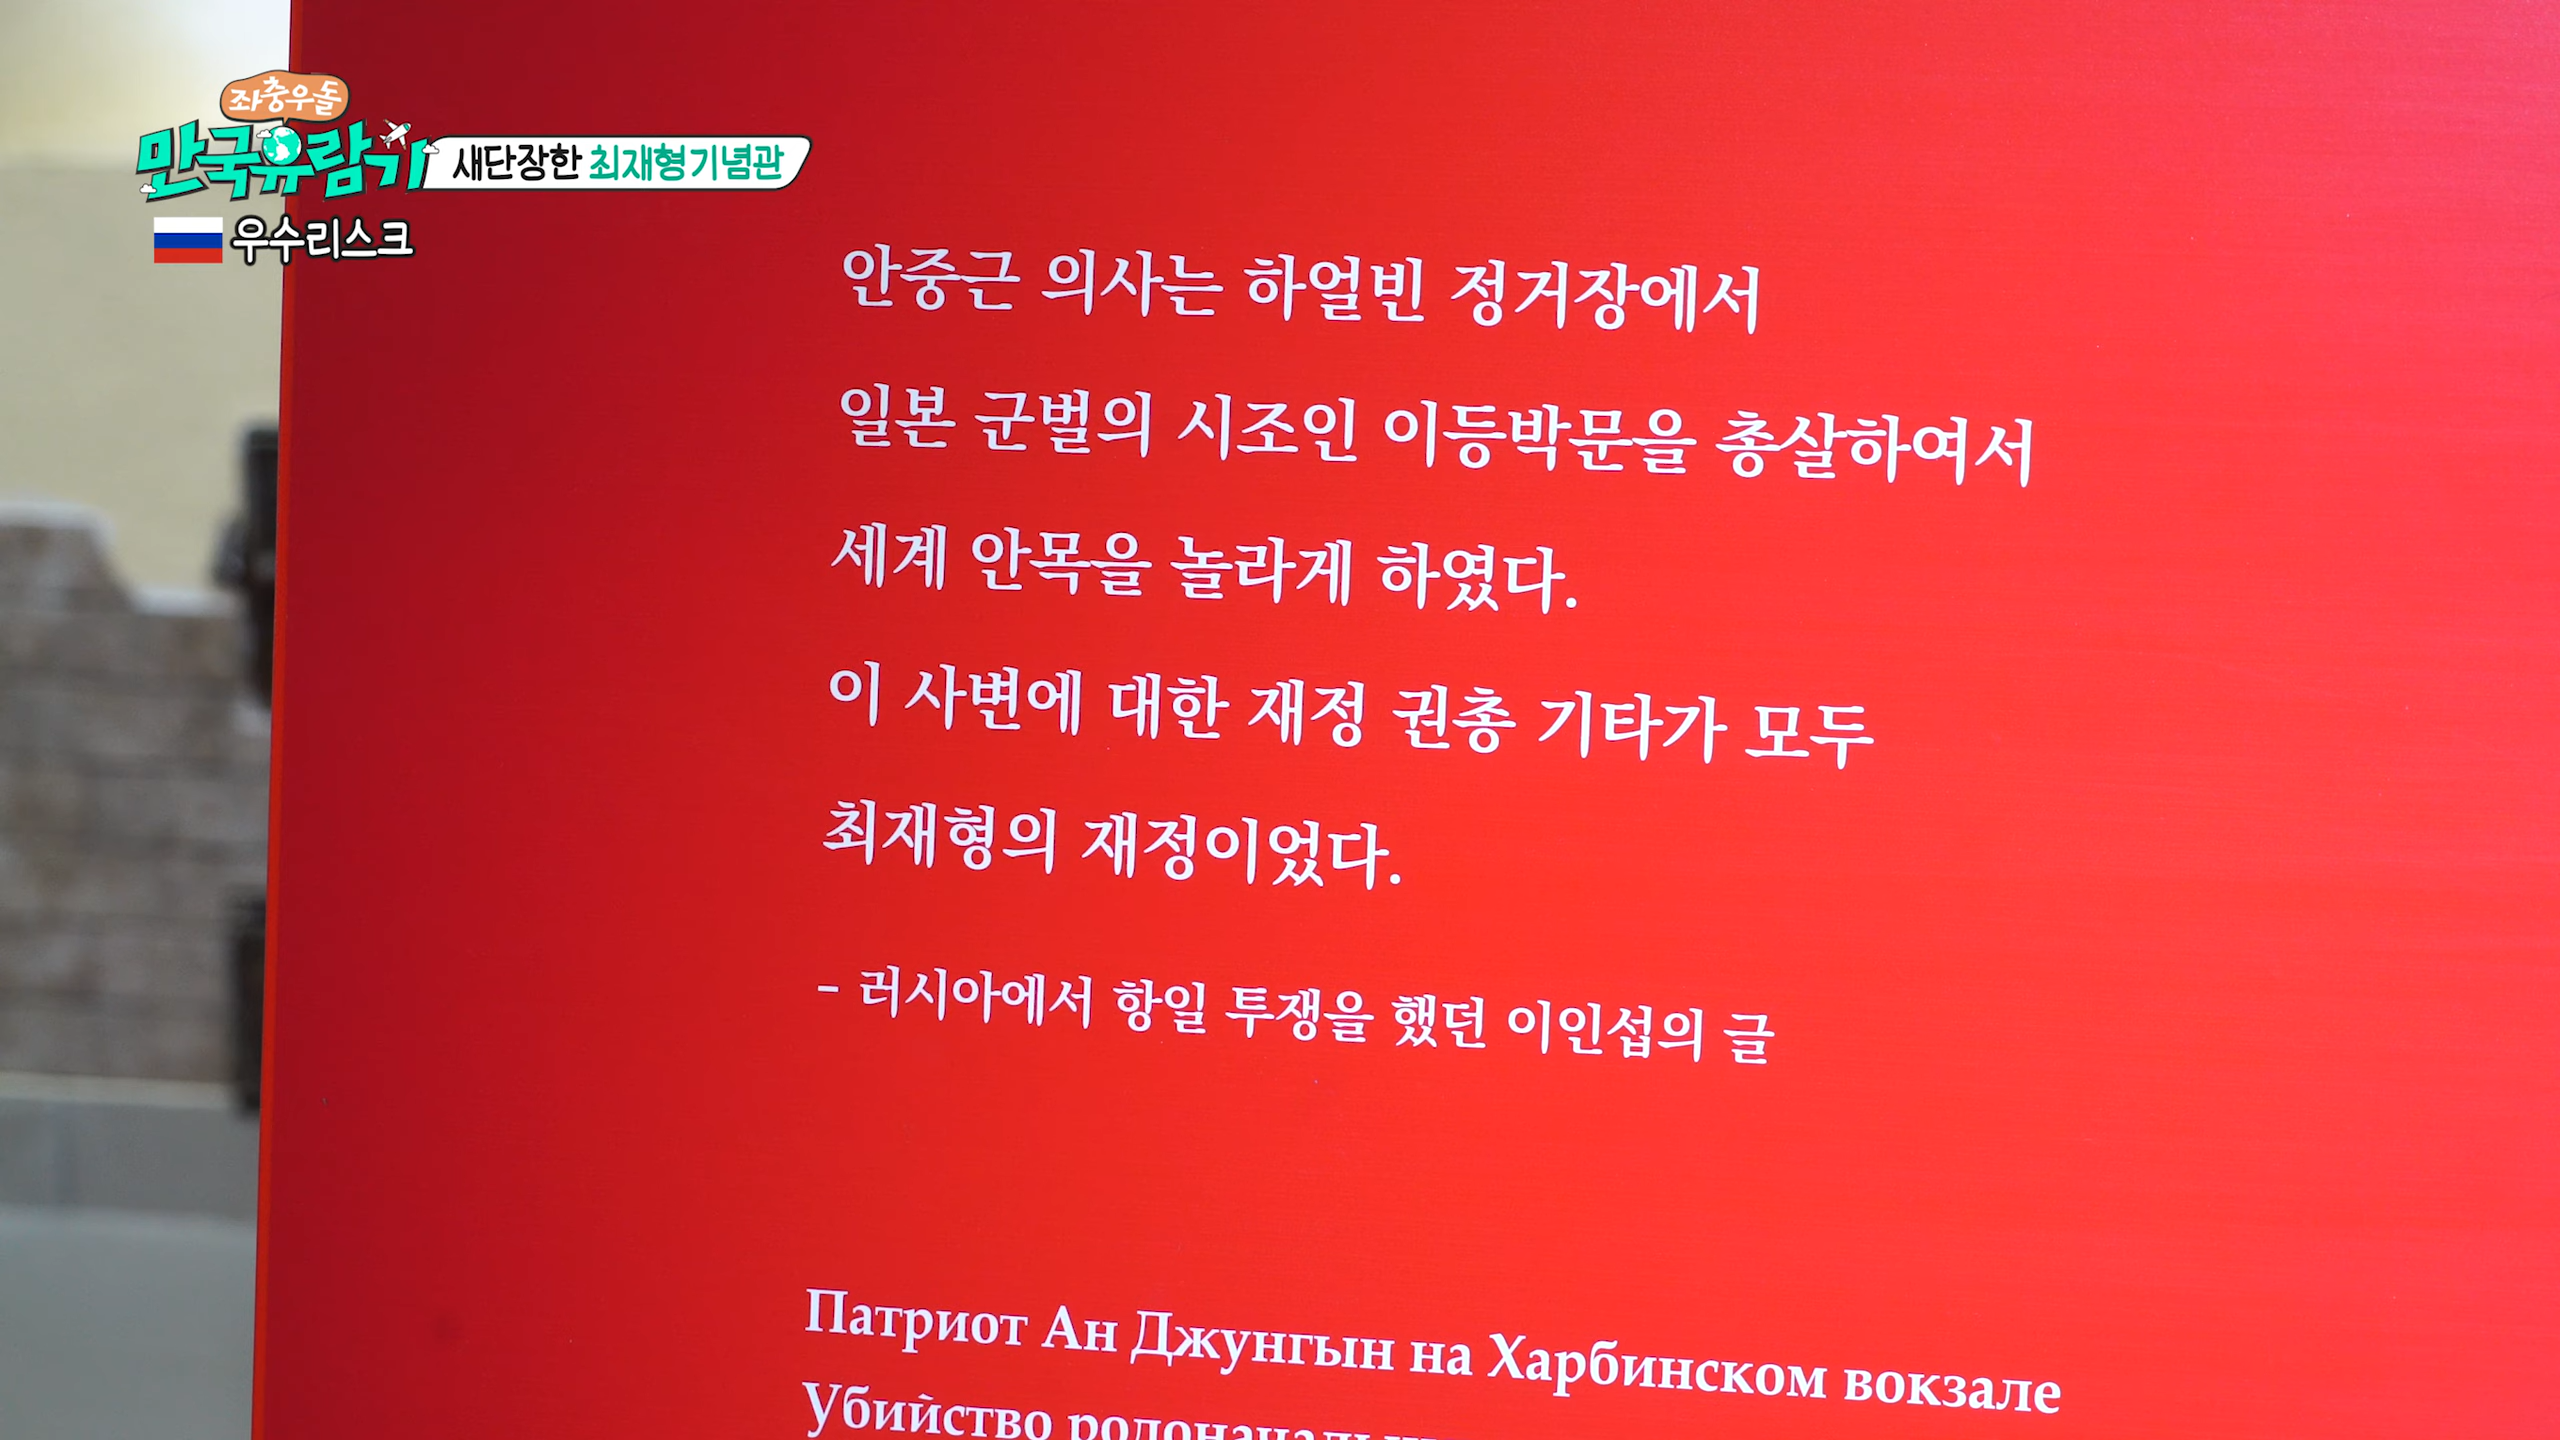 좌충우돌
만국유람기
새단장한 최재형기념관
우수리스크
안중근 의사는 하얼빈 정거장에서
일본 군벌의 시조인 이등박문을 총살하여서
세계 안목을 놀라게 하였다.
이 사변에 대한 재정 권총 기타가 모두
최재형의 재정이었다.
- 러시아에서 항일 투쟁을 했던 이인섭의 글
Патриот Ан Джунгын на Харбинском вокзале
Убийство